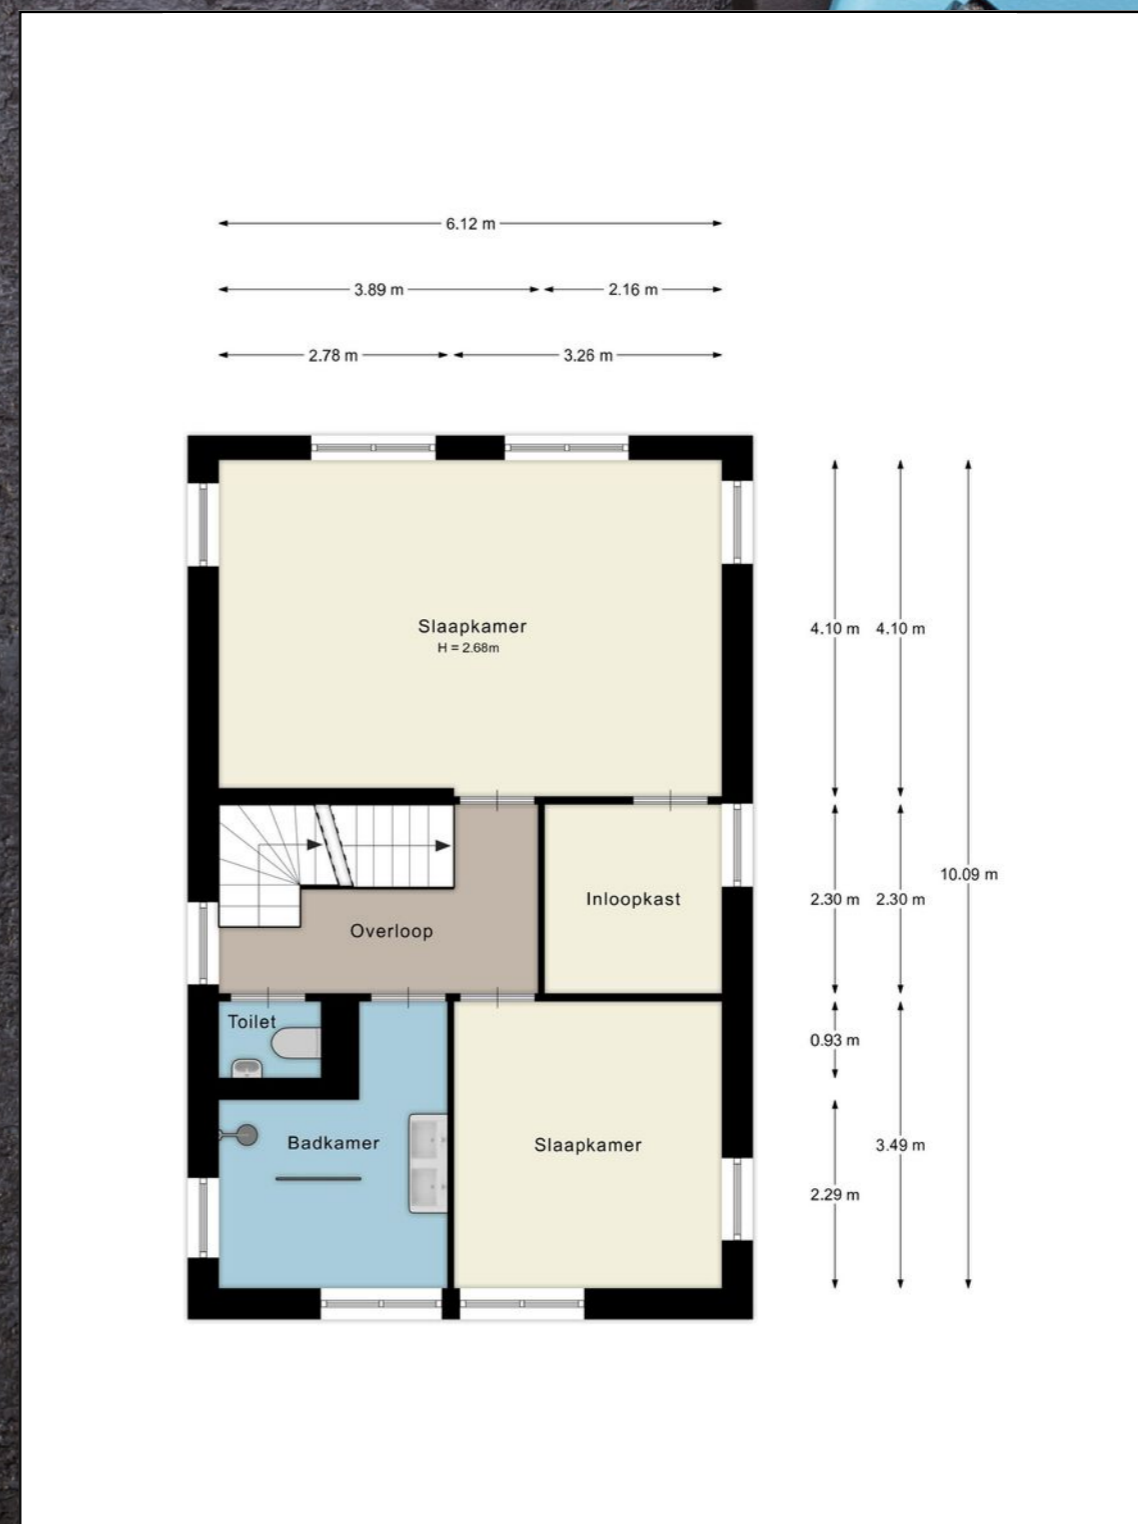 6.12 m
3.89 m
2.16 m
2.78 m
3.26 m
Slaapkamer
H = 2.68m
4.10 m
4.10 m
10.09 m
Inloopkast
2.30 m
2.30 m
Overloop
Toilet
0.93 m
Badkamer
Slaapkamer
3.49 m
2.29 m